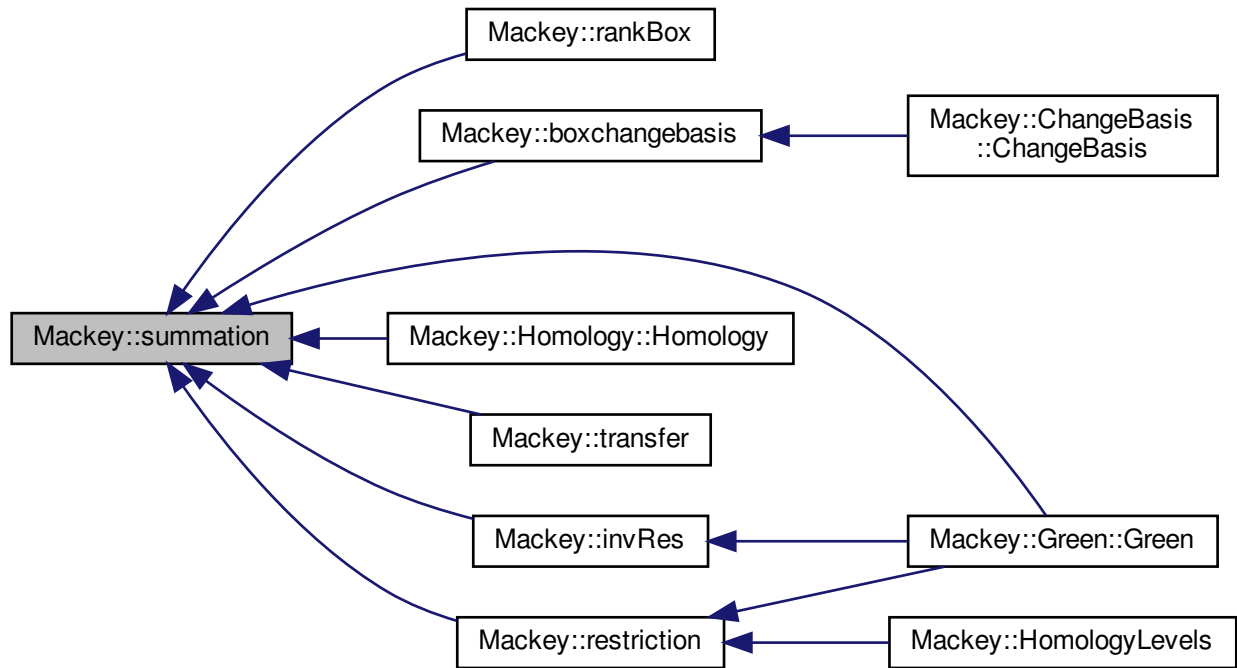 Mackey::rankBox
Mackey::boxchangebasis
Mackey::ChangeBasis
::ChangeBasis
Mackey::summation
Mackey::Homology::Homology
Mackey::transfer
Mackey::invRes
Mackey::Green::Green
Mackey::restriction
Mackey::HomologyLevels